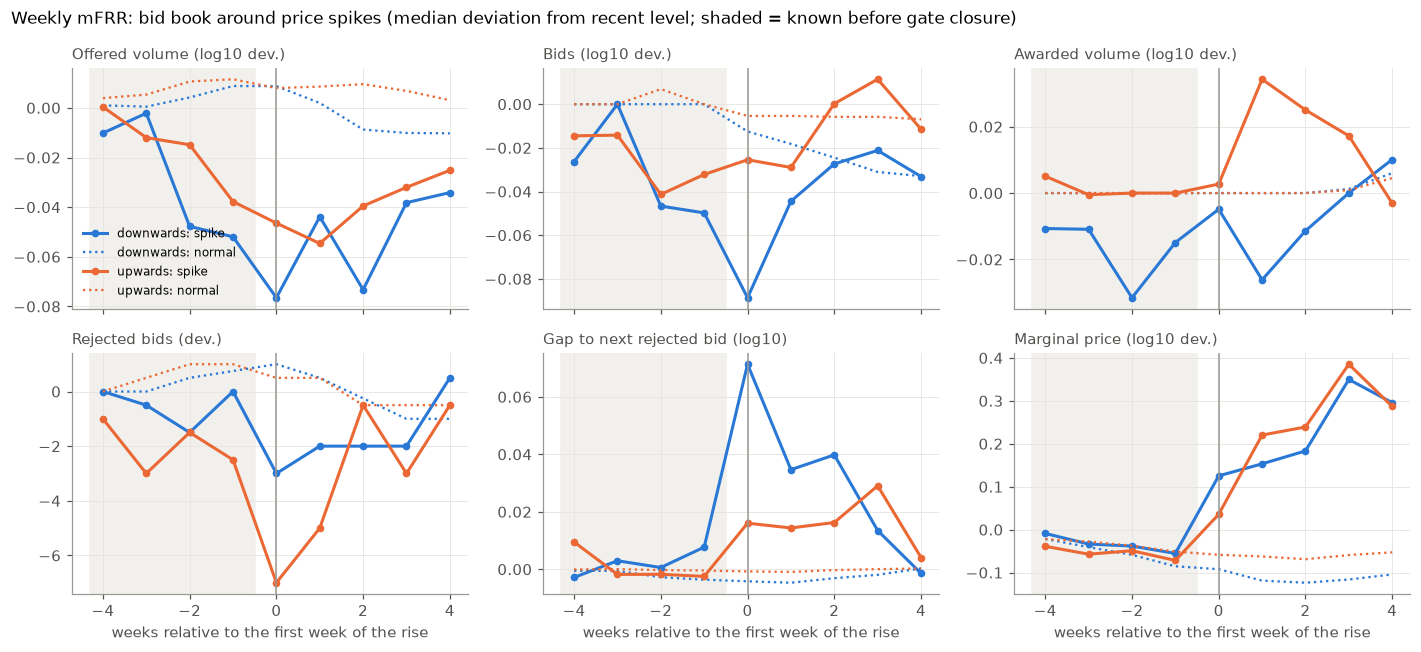 Weekly mFRR: bid book around price spikes (median deviation from recent level; shaded = known before gate closure)
Offered volume (log10 dev.)
0.00
−0.02
−0.04
−0.06
−0.08
downwards: spike
downwards: normal
upwards: spike
upwards: normal
Bids (log10 dev.)
0.00
−0.02
−0.04
−0.06
−0.08
Awarded volume (log10 dev.)
0.02
0.00
−0.02
Rejected bids (dev.)
0
−2
−4
−6
−4 −2 0 2 4
weeks relative to the first week of the rise
Gap to next rejected bid (log10)
0.06
0.04
0.02
0.00
−4 −2 0 2 4
weeks relative to the first week of the rise
Marginal price (log10 dev.)
0.4
0.3
0.2
0.1
0.0
−0.1
−4 −2 0 2 4
weeks relative to the first week of the rise